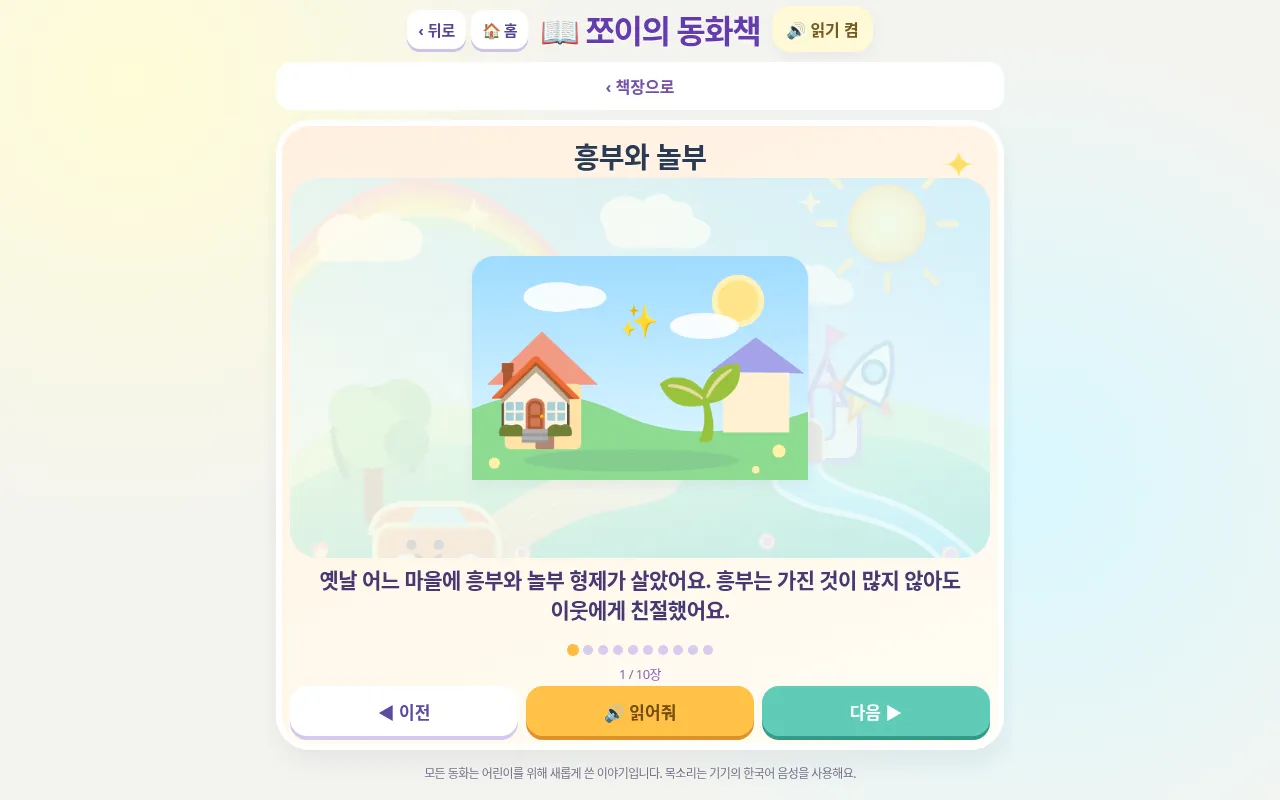 ‹ 뒤로
🏠 홈
📖 쪼이의 동화책
🔊 읽기 켬
‹ 책장으로
흥부와 놀부
옛날 어느 마을에 흥부와 놀부 형제가 살았어요. 흥부는 가진 것이 많지 않아도
이웃에게 친절했어요.
1 / 10장
◀ 이전
🔊 읽어줘
다음 ▶
모든 동화는 어린이를 위해 새롭게 쓴 이야기입니다. 목소리는 기기의 한국어 음성을 사용해요.